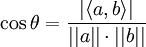 cos θ = |⟨a, b⟩| / ||a|| · ||b||